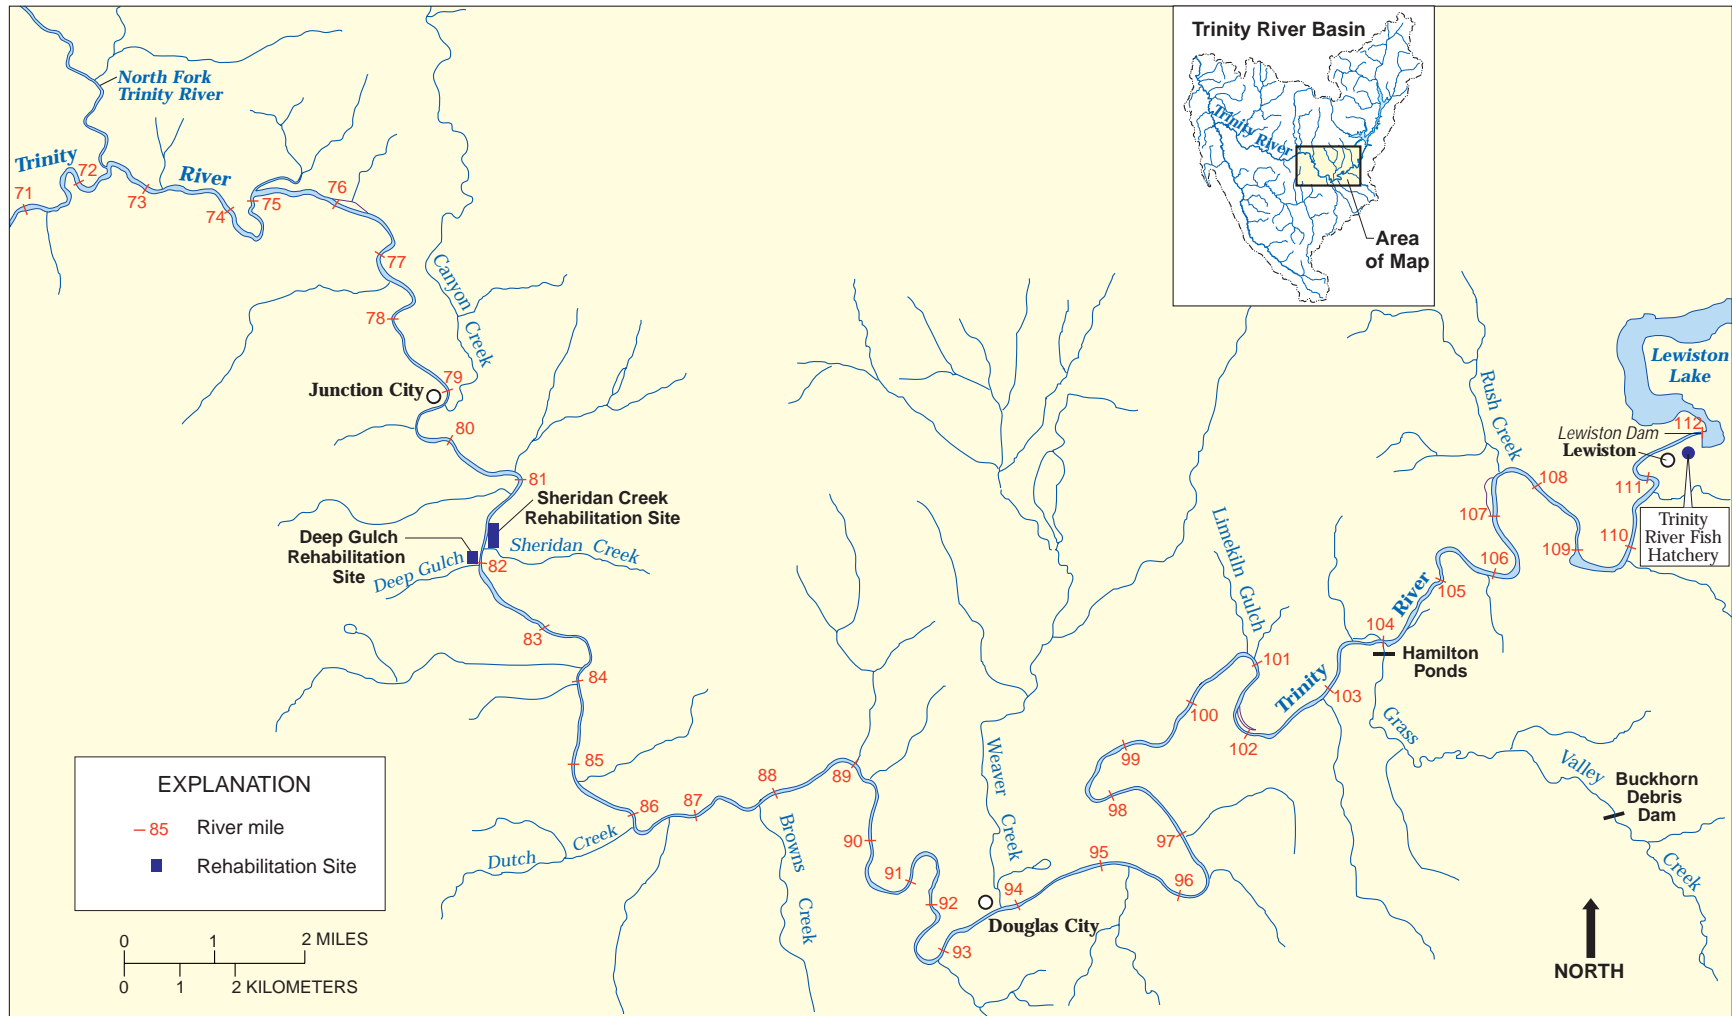 Trinity River Basin
Trinity River
Area
of Map
North Fork
Trinity River
Trinity
River
71
72
73
74
75
76
77
78
79
80
81
82
83
84
85
86
87
88
89
90
91
92
93
94
95
96
97
98
99
100
101
102
103
104
105
106
107
108
109
110
111
112
Canyon
Creek
Junction City
Sheridan Creek
Rehabilitation Site
Deep Gulch
Rehabilitation
Site
Deep Gulch
Sheridan Creek
Dutch Creek
Browns
Creek
Weaver
Creek
Douglas City
Limekiln Gulch
Trinity
River
Rush Creek
Hamilton
Ponds
Grass
Valley
Creek
Buckhorn
Debris
Dam
Lewiston
Lake
Lewiston Dam
Lewiston
Trinity
River Fish
Hatchery
EXPLANATION
85 River mile
Rehabilitation Site
0 1 2 MILES
0 1 2 KILOMETERS
NORTH